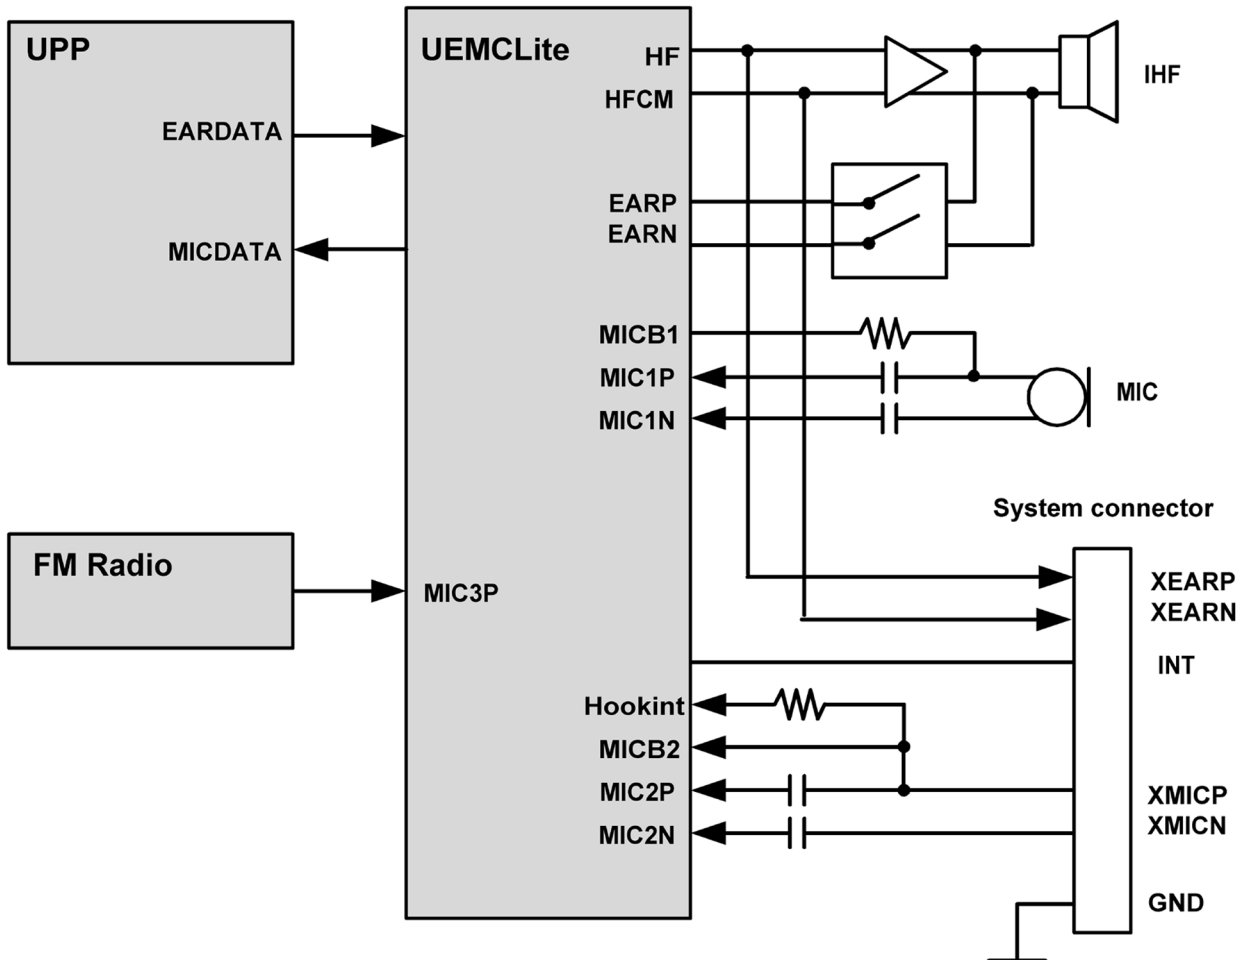 UPP
EARDATA
MICDATA
FM Radio
UEMCLite
HF
HFCM
EARP
EARN
MICB1
MIC1P
MIC1N
MIC3P
Hookint
MICB2
MIC2P
MIC2N
IHF
MIC
System connector
XEARP
XEARN
INT
XMICP
XMICN
GND